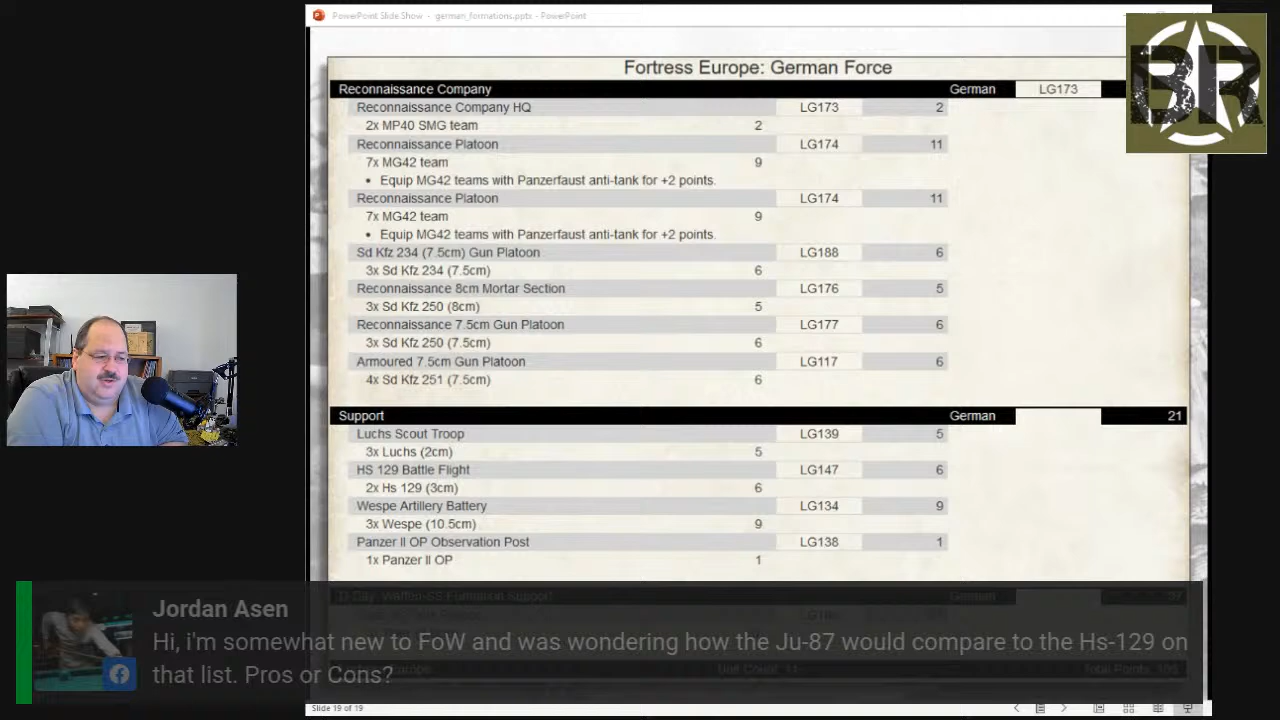 PowerPoint Slide Show - german_formations.pptx - PowerPoint
Fortress Europe: German Force
BR
Reconnaissance Company German LG173
Reconnaissance Company HQ LG173 2
2x MP40 SMG team 2
Reconnaissance Platoon LG174 11
7x MG42 team 9
• Equip MG42 teams with Panzerfaust anti-tank for +2 points.
Reconnaissance Platoon LG174 11
7x MG42 team 9
• Equip MG42 teams with Panzerfaust anti-tank for +2 points.
Sd Kfz 234 (7.5cm) Gun Platoon LG188 6
3x Sd Kfz 234 (7.5cm) 6
Reconnaissance 8cm Mortar Section LG176 5
3x Sd Kfz 250 (8cm) 5
Reconnaissance 7.5cm Gun Platoon LG177 6
3x Sd Kfz 250 (7.5cm) 6
Armoured 7.5cm Gun Platoon LG117 6
4x Sd Kfz 251 (7.5cm) 6
Support German 21
Luchs Scout Troop LG139 5
3x Luchs (2cm) 5
HS 129 Battle Flight LG147 6
2x Hs 129 (3cm) 6
Wespe Artillery Battery LG134 9
3x Wespe (10.5cm) 9
Panzer II OP Observation Post LG138 1
1x Panzer II OP 1
D-Day: Waffen-SS Formation Support German
Jordan Asen
Hi, i'm somewhat new to FoW and was wondering how the Ju-87 would compare to the Hs-129 on
that list. Pros or Cons?
Slide 19 of 19